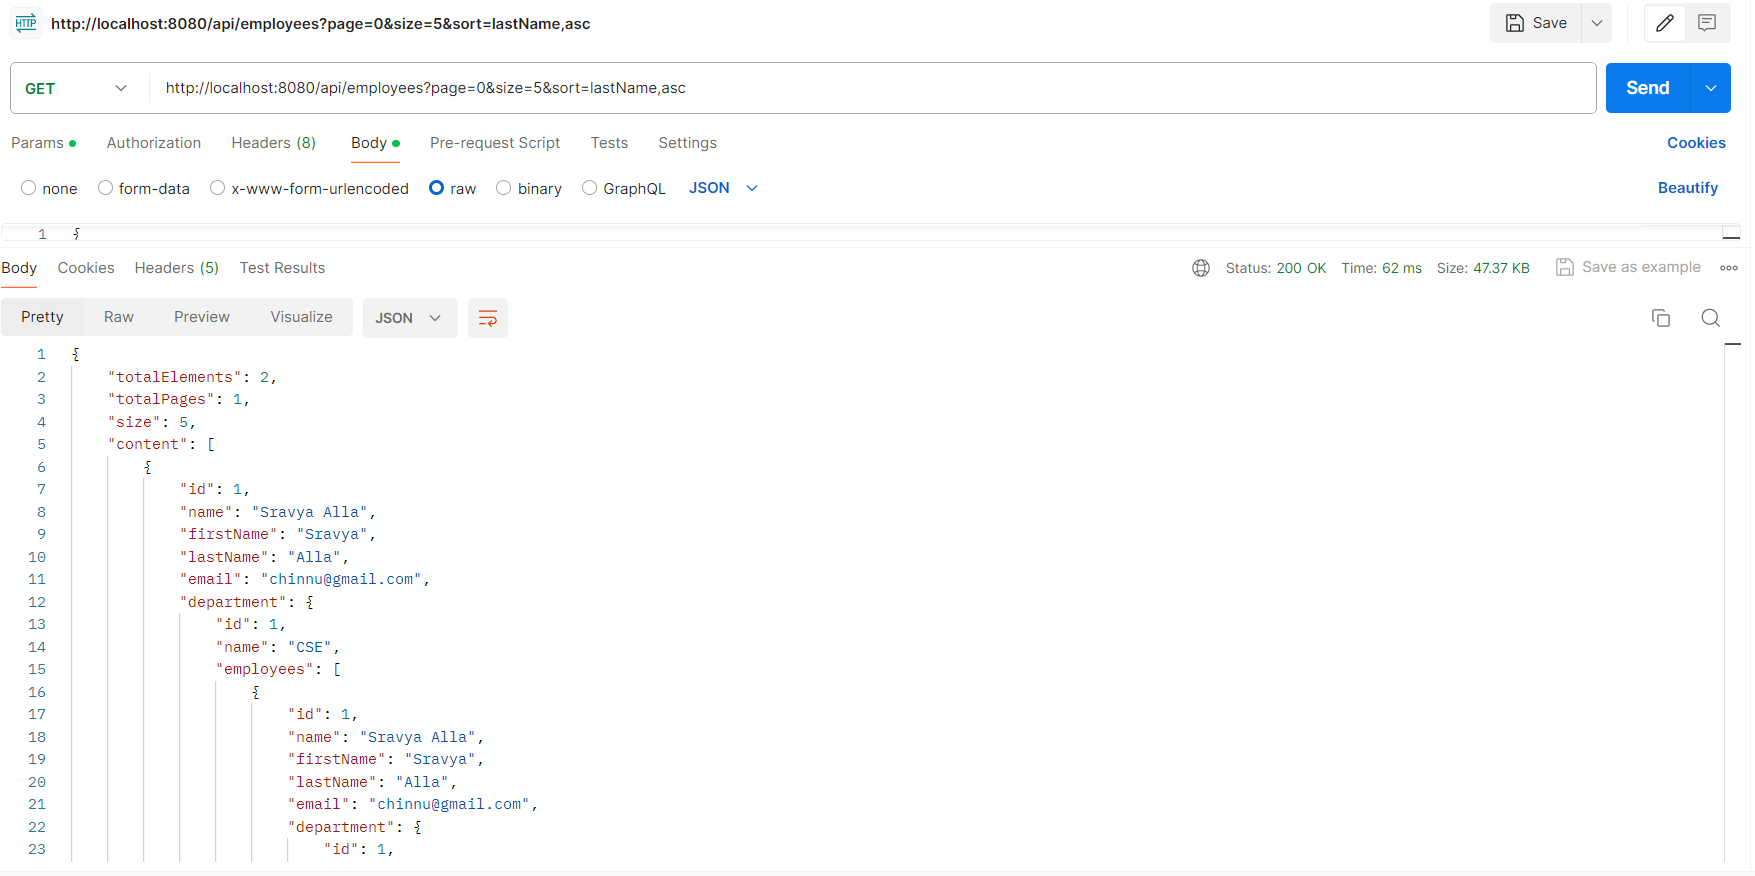 HTTP http://localhost:8080/api/employees?page=0&size=5&sort=lastName,asc Save
GET http://localhost:8080/api/employees?page=0&size=5&sort=lastName,asc Send
Params Authorization Headers (8) Body Pre-request Script Tests Settings Cookies
none form-data x-www-form-urlencoded raw binary GraphQL JSON Beautify
1 {
Body Cookies Headers (5) Test Results Status: 200 OK Time: 62 ms Size: 47.37 KB Save as example
Pretty Raw Preview Visualize JSON
1 {
2 "totalElements": 2,
3 "totalPages": 1,
4 "size": 5,
5 "content": [
6 {
7 "id": 1,
8 "name": "Sravya Alla",
9 "firstName": "Sravya",
10 "lastName": "Alla",
11 "email": "chinnu@gmail.com",
12 "department": {
13 "id": 1,
14 "name": "CSE",
15 "employees": [
16 {
17 "id": 1,
18 "name": "Sravya Alla",
19 "firstName": "Sravya",
20 "lastName": "Alla",
21 "email": "chinnu@gmail.com",
22 "department": {
23 "id": 1,